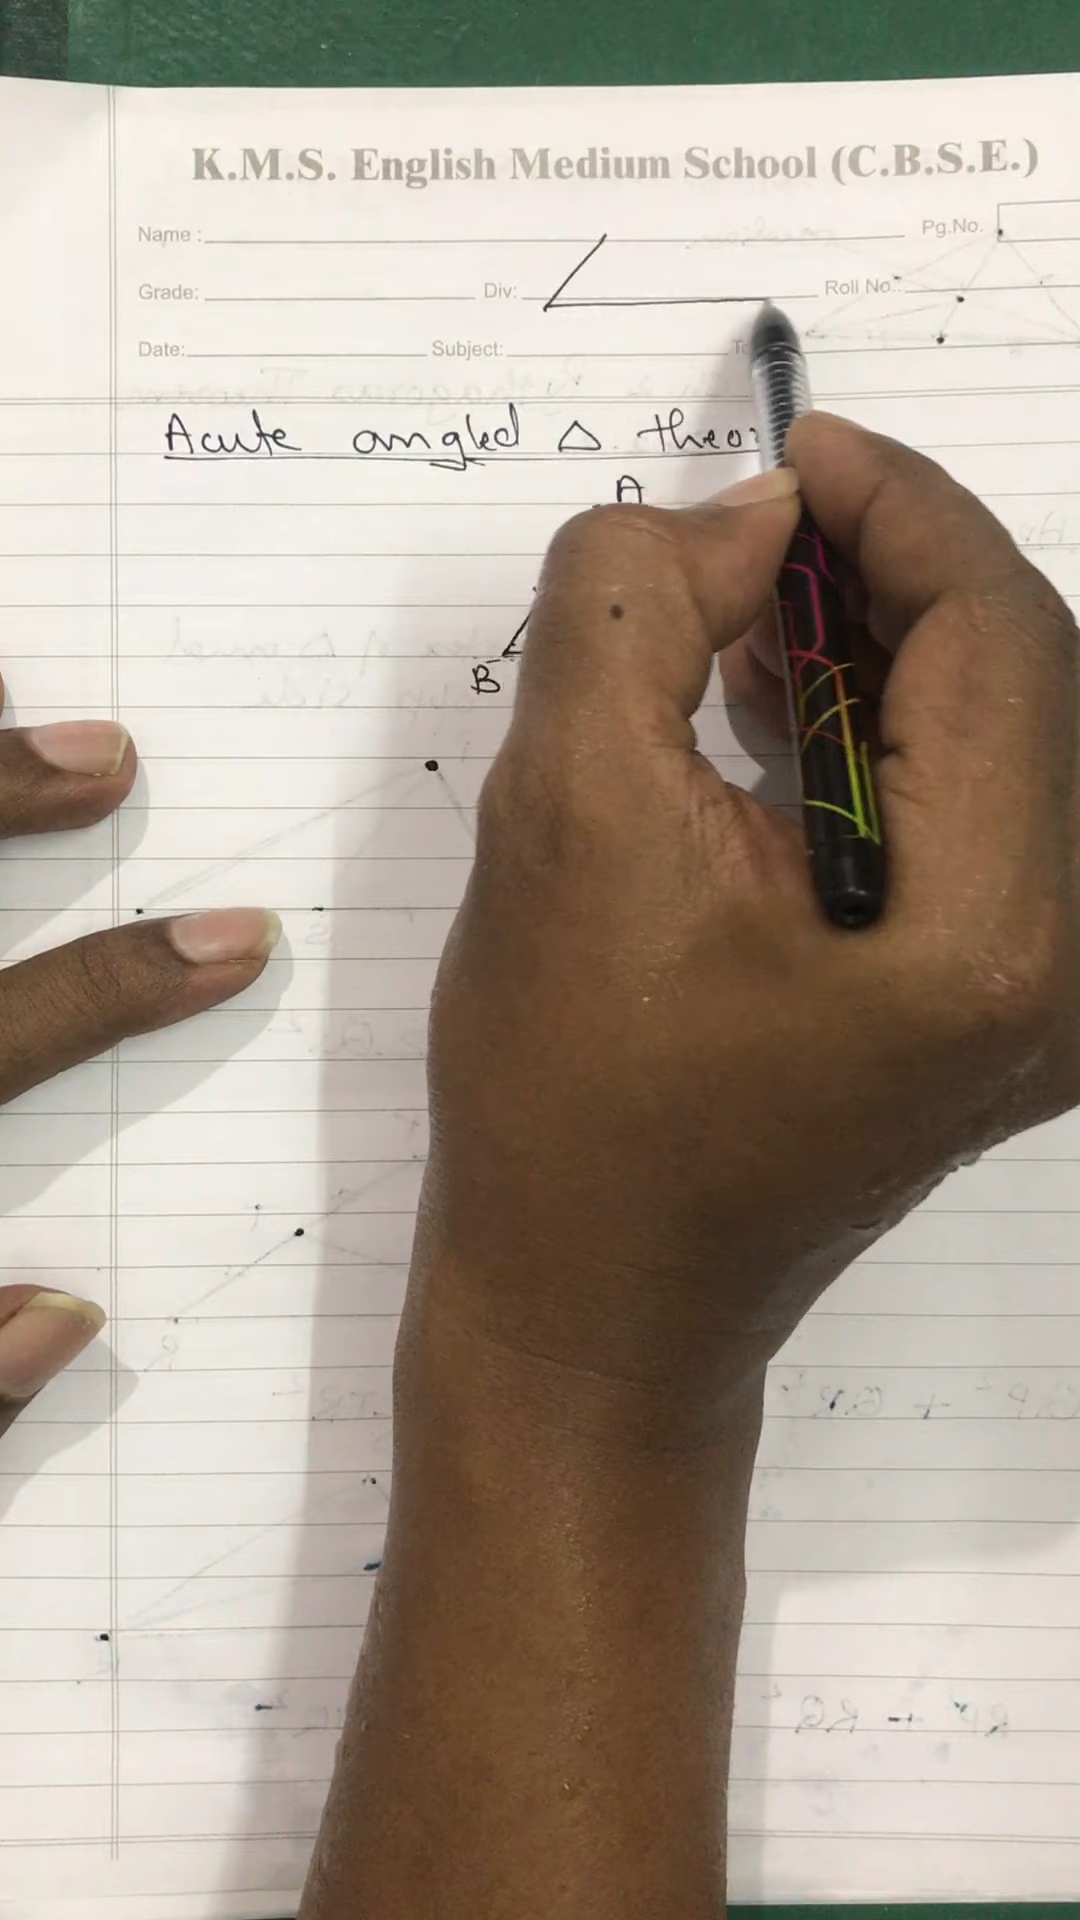 K.M.S. English Medium School (C.B.S.E.)
Name : Pg.No.
Grade: Div: Roll No.:
Date: Subject:
Acute angled △ theo
A
B